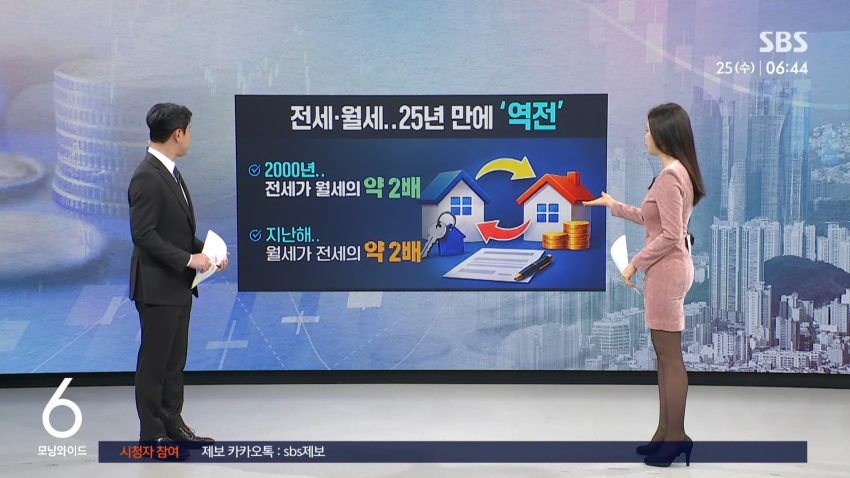 SBS
25(수) | 06:44
전세·월세..25년 만에 '역전'
2000년..
전세가 월세의 약 2배
지난해..
월세가 전세의 약 2배
6
모닝와이드
시청자 참여 제보 카카오톡 : sbs제보